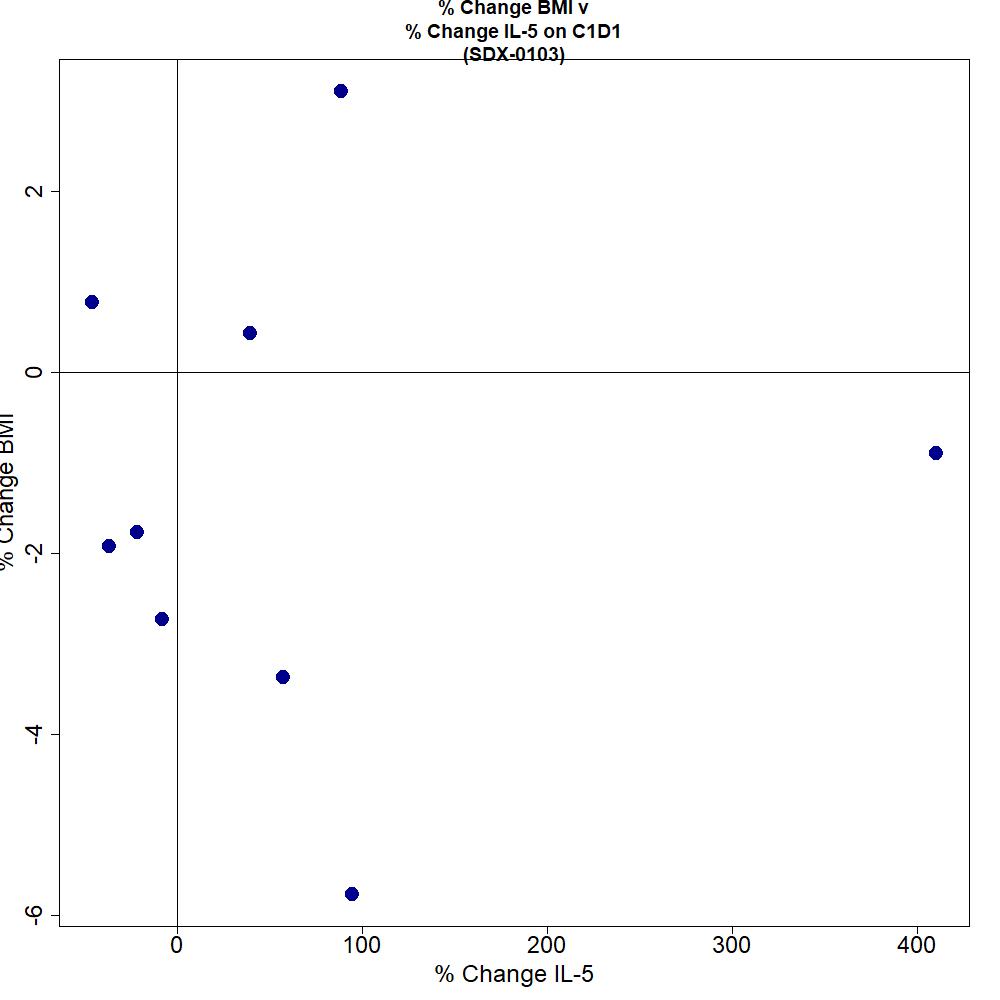 % Change BMI v
% Change IL-5 on C1D1
(SDX-0103)
2
0
-2
-4
-6
% Change BMI
0
100
200
300
400
% Change IL-5